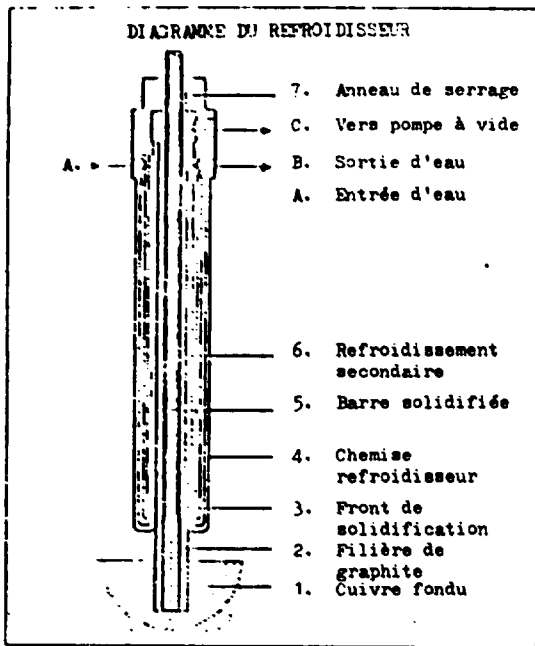 DIAGRAMME DU REFROIDISSEUR
7. Anneau de serrage
C. Vers pompe à vide
A.
B. Sortie d'eau
A. Entrée d'eau
6. Refroidissement
secondaire
5. Barre solidifiée
4. Chemise
refroidisseur
3. Front de
solidification
2. Filière de
graphite
1. Cuivre fondu